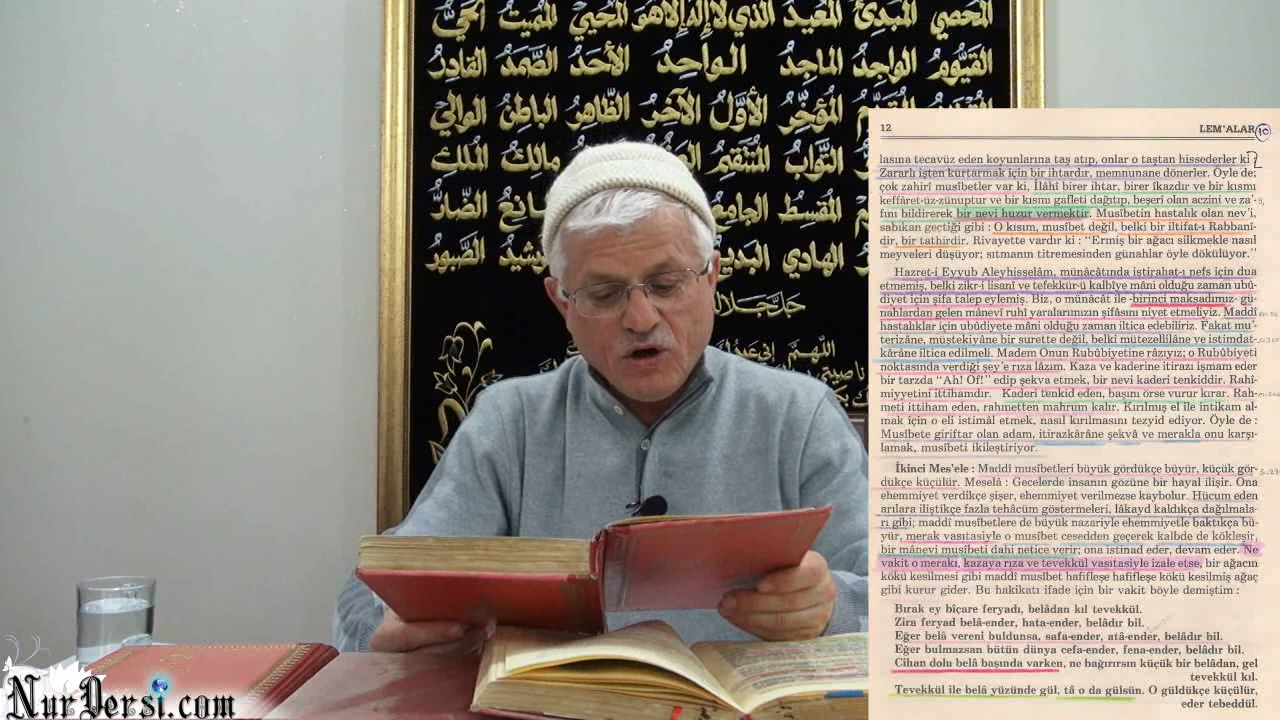 المحصي المبدئ المعيد الذي لا إله إلا هو المحيي المميت الحي
القيوم الواجد الماجد الواحد الأحد الصمد القادر
المؤخر الأول الآخر الظاهر الباطن الوالي
التواب المنتقم مالك الملك
المقسط الجامع المانع الضار
الهادي البديع الرشيد الصبور
جل جلاله
اللهم إني عبدك
ناصيتي
12 LEM'ALAR 10
lasına tecavüz eden koyunlarına taş atıp, onlar o taştan hissederler ki :
Zararlı işten kurtarmak için bir ihtardır, memnunane dönerler. Öyle de;
çok zahirî musîbetler var ki, İlâhî birer ihtar, birer îkazdır ve bir kısmı
keffâret-üz-zünuptur ve bir kısmı gafleti dağıtıp, beşerî olan aczini ve za'-
fını bildirerek bir nevi huzur vermektir. Musîbetin hastalık olan nev'i,
sabıkan geçtiği gibi : O kısım, musîbet değil, belki bir iltifat-ı Rabbanî-
dir, bir tathirdir. Rivayette vardır ki : "Ermiş bir ağacı silkmekle nasıl
meyveleri düşüyor; sıtmanın titremesinden günahlar öyle dökülüyor."
Hazret-i Eyyub Aleyhisselâm, münâcâtında istirahat-ı nefs için dua
etmemiş, belki zikr-i lisanî ve tefekkür-ü kalbîye mâni olduğu zaman ubû-
diyet için şifa talep eylemiş. Biz, o münâcât ile -birinci maksadımız- gü-
nahlardan gelen mânevî ruhî yaralarımızın şifâsını niyet etmeliyiz. Maddî
hastalıklar için ubûdiyete mâni olduğu zaman iltica edebiliriz. Fakat mu'-
terizâne, müştekiyâne bir surette değil, belki mütezellilâne ve istimdat-
kârâne iltica edilmeli. Madem Onun Rubûbiyetine râzıyız; o Rubûbiyeti
noktasında verdiği şey'e rıza lâzım. Kaza ve kaderine itirazı işmam eder
bir tarzda "Ah! Of!" edip şekva etmek, bir nevi kaderi tenkiddir. Rahî-
miyyetini ittihamdır. Kaderi tenkid eden, başını örse vurur kırar. Rah-
meti ittiham eden, rahmetten mahrum kalır. Kırılmış el ile intikam al-
mak için o eli istimâl etmek, nasıl kırılmasını tezyid ediyor. Öyle de :
Musîbete giriftar olan adam, itirazkârâne şekvâ ve merakla onu karşı-
lamak, musîbeti ikileştiriyor.
İkinci Mes'ele : Maddî musîbetleri büyük gördükçe büyür, küçük gör-
dükçe küçülür. Meselâ : Gecelerde insanın gözüne bir hayal ilişir. Ona
ehemmiyet verdikçe şişer, ehemmiyet verilmezse kaybolur. Hücum eden
arılara iliştikçe fazla tehâcüm göstermeleri, lâkayd kaldıkça dağılmala-
rı gibi; maddî musîbetlere de büyük nazariyle ehemmiyetle baktıkça bü-
yür, merak vasıtasiyle o musîbet cesedden geçerek kalbde de kökleşir,
bir mânevî musîbeti dahi netice verir; ona istinad eder, devam eder. Ne
vakit o merakı, kazaya rıza ve tevekkül vasıtasiyle izale etse, bir ağacın
kökü kesilmesi gibi maddî musîbet hafifleşe hafifleşe kökü kesilmiş ağaç
gibi kurur gider. Bu hakikatı ifade için bir vakit böyle demiştim :
Bırak ey bîçare feryadı, belâdan kıl tevekkül.
Zira feryad belâ-ender, hata-ender, belâdır bil.
Eğer belâ vereni buldunsa, safa-ender, atâ-ender, belâdır bil.
Eğer bulmazsan bütün dünya cefa-ender, fena-ender, belâdır bil.
Cihan dolu belâ başında varken, ne bağırırsın küçük bir belâdan, gel
tevekkül kıl.
Tevekkül ile belâ yüzünde gül, tâ o da gülsün. O güldükçe küçülür,
eder tebeddül.
NurDersi.com